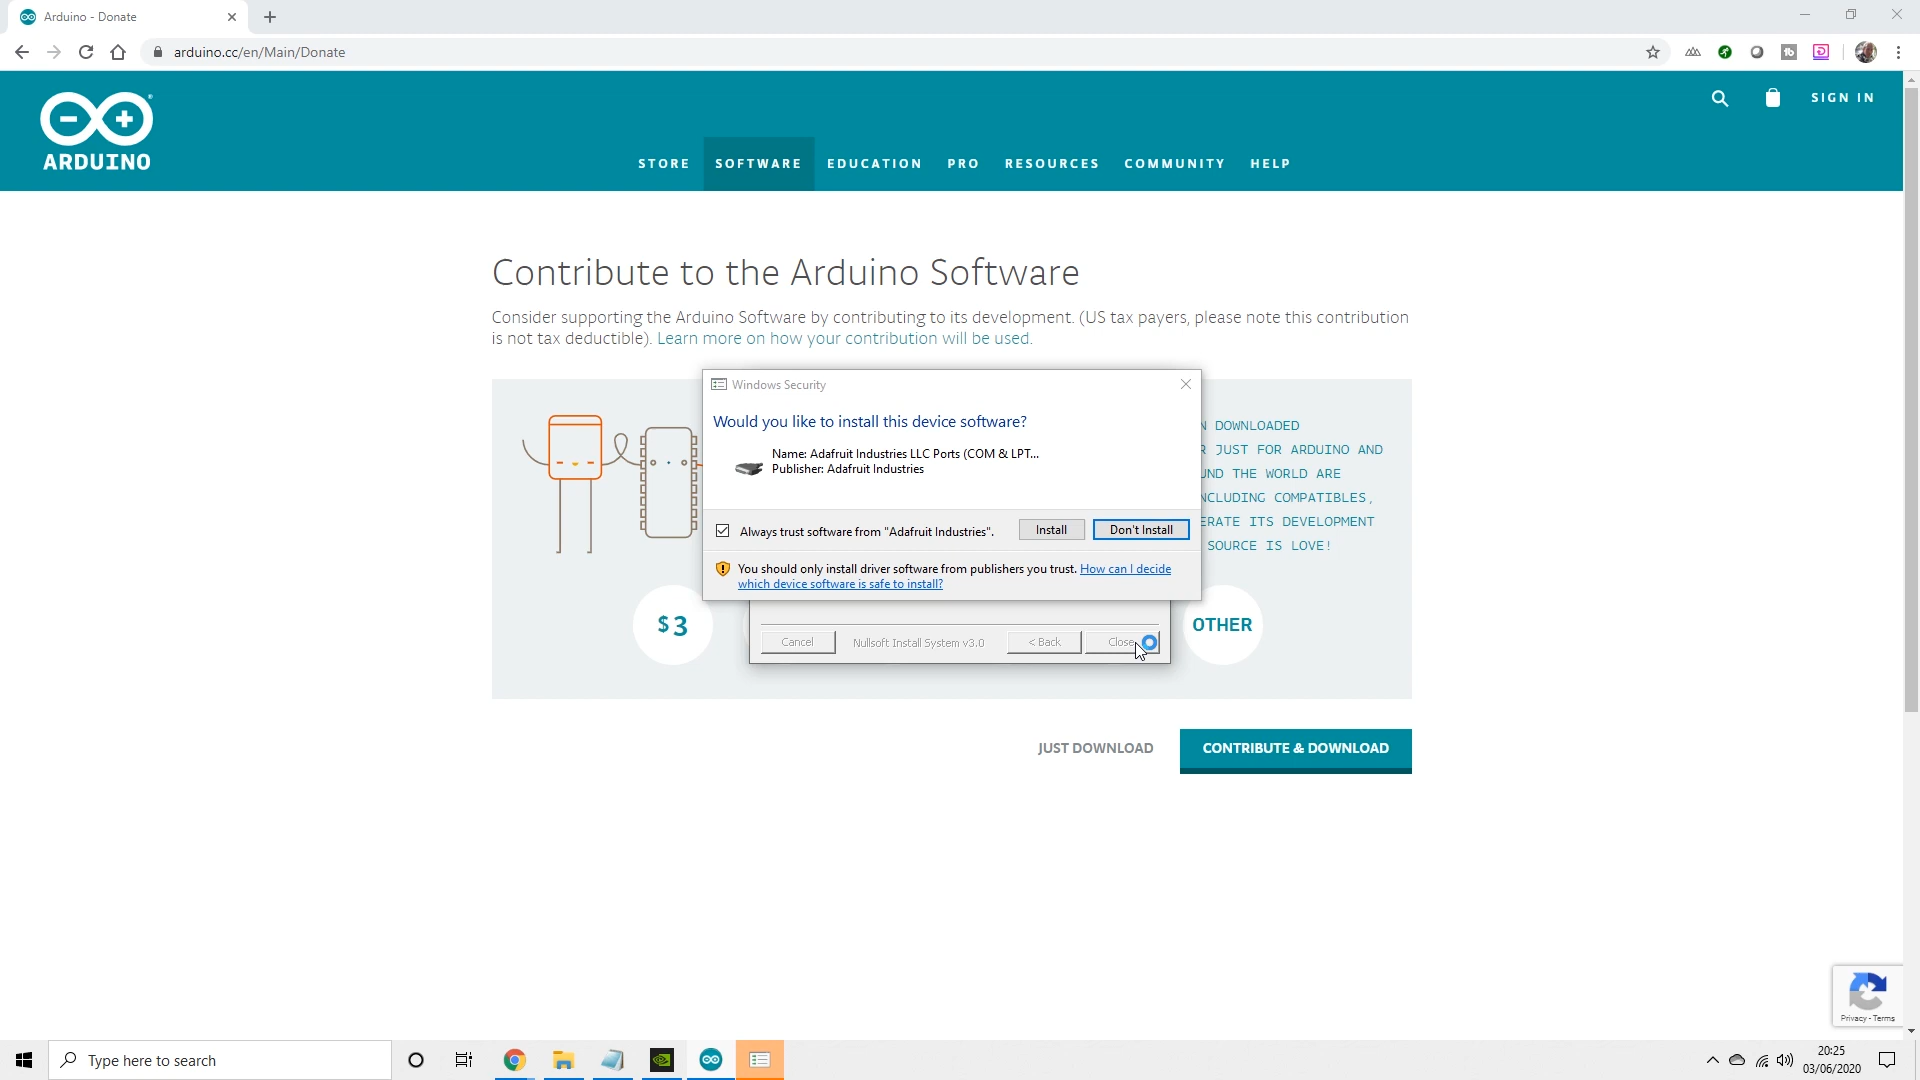 Arduino - Donate
arduino.cc/en/Main/Donate
ARDUINO
SIGN IN
STORE
SOFTWARE
EDUCATION
PRO
RESOURCES
COMMUNITY
HELP
Contribute to the Arduino Software
Consider supporting the Arduino Software by contributing to its development. (US tax payers, please note this contribution
is not tax deductible). Learn more on how your contribution will be used.
Windows Security
Would you like to install this device software?
Name: Adafruit Industries LLC Ports (COM & LPT...
Publisher: Adafruit Industries
Always trust software from "Adafruit Industries".
Install
Don't Install
You should only install driver software from publishers you trust. How can I decide
which device software is safe to install?
N DOWNLOADED
R JUST FOR ARDUINO AND
UND THE WORLD ARE
NCLUDING COMPATIBLES,
ERATE ITS DEVELOPMENT
SOURCE IS LOVE!
$3
OTHER
Cancel
Nullsoft Install System v3.0
< Back
Close
JUST DOWNLOAD
CONTRIBUTE & DOWNLOAD
Privacy - Terms
Type here to search
20:25
03/06/2020